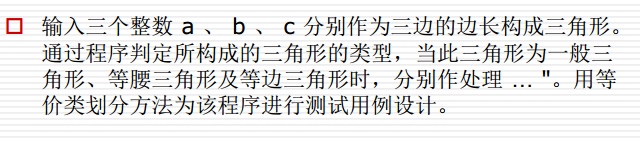 输入三个整数 a 、 b 、 c 分别作为三边的边长构成三角形。
通过程序判定所构成的三角形的类型，当此三角形为一般三
角形、等腰三角形及等边三角形时，分别作处理 … "。用等
价类划分方法为该程序进行测试用例设计。